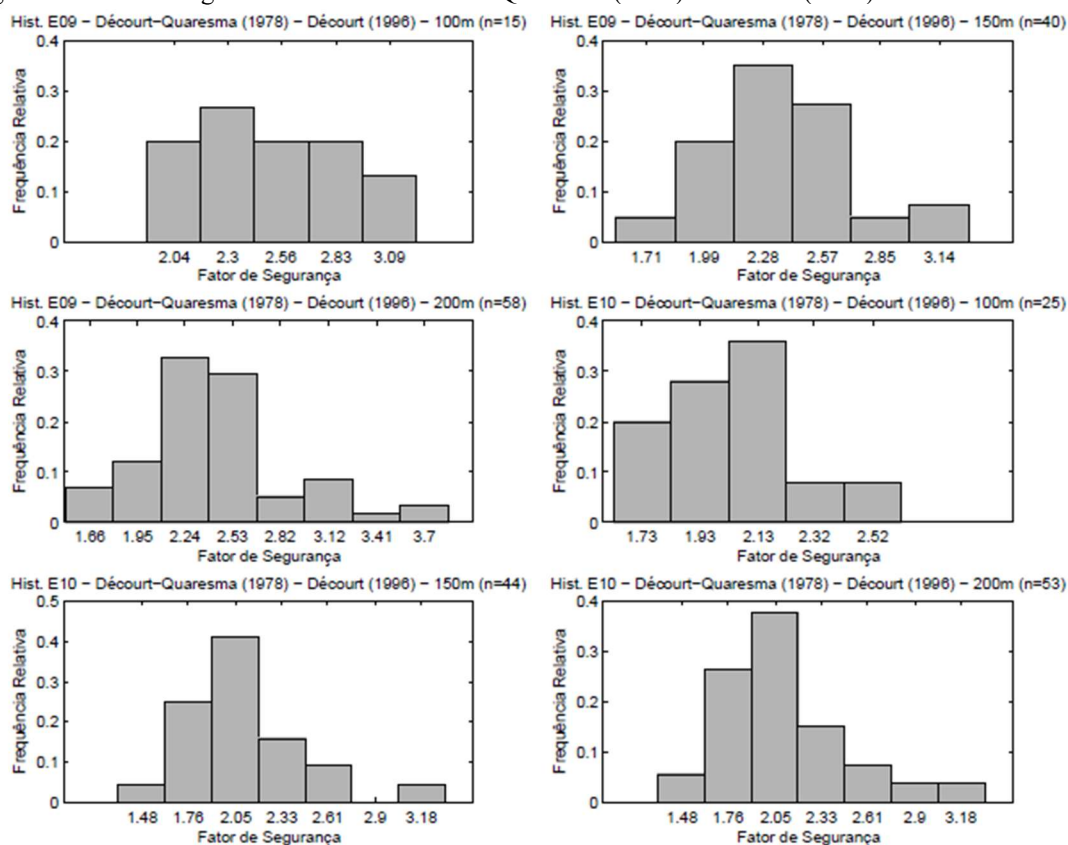 Hist. E09 – Décourt–Quaresma (1978) – Décourt (1996) – 100m (n=15)
Frequência Relativa
0.4
0.3
0.2
0.1
0
2.04 2.3 2.56 2.83 3.09
Fator de Segurança
Hist. E09 – Décourt–Quaresma (1978) – Décourt (1996) – 150m (n=40)
Frequência Relativa
0.4
0.3
0.2
0.1
0
1.71 1.99 2.28 2.57 2.85 3.14
Fator de Segurança
Hist. E09 – Décourt–Quaresma (1978) – Décourt (1996) – 200m (n=58)
Frequência Relativa
0.4
0.3
0.2
0.1
0
1.66 1.95 2.24 2.53 2.82 3.12 3.41 3.7
Fator de Segurança
Hist. E10 – Décourt–Quaresma (1978) – Décourt (1996) – 100m (n=25)
Frequência Relativa
0.4
0.3
0.2
0.1
0
1.73 1.93 2.13 2.32 2.52
Fator de Segurança
Hist. E10 – Décourt–Quaresma (1978) – Décourt (1996) – 150m (n=44)
Frequência Relativa
0.5
0.4
0.3
0.2
0.1
0
1.48 1.76 2.05 2.33 2.61 2.9 3.18
Fator de Segurança
Hist. E10 – Décourt–Quaresma (1978) – Décourt (1996) – 200m (n=53)
Frequência Relativa
0.4
0.3
0.2
0.1
0
1.48 1.76 2.05 2.33 2.61 2.9 3.18
Fator de Segurança